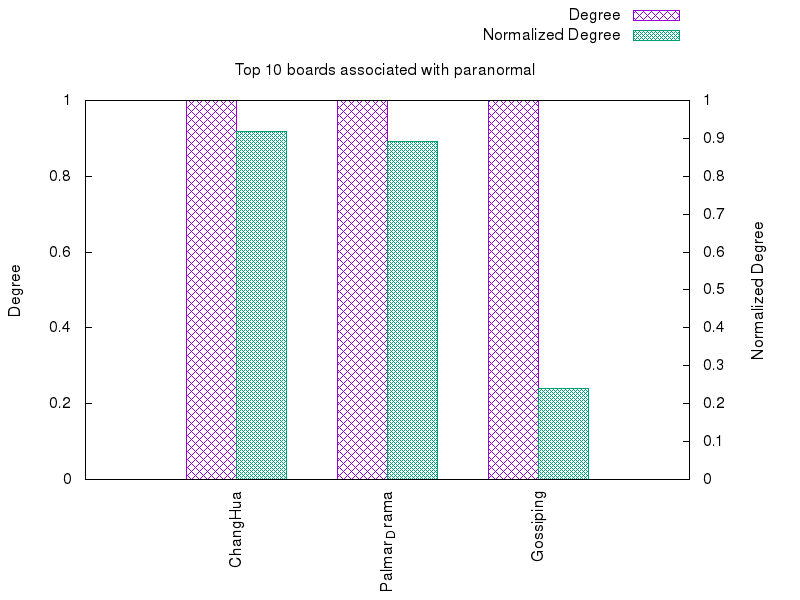 Degree
Normalized Degree
Top 10 boards associated with paranormal
1
0.8
0.6
0.4
0.2
0
Degree
1
0.9
0.8
0.7
0.6
0.5
0.4
0.3
0.2
0.1
0
Normalized Degree
ChangHua
Palmar_Drama
Gossiping